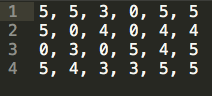 1 5, 5, 3, 0, 5, 5
2 5, 0, 4, 0, 4, 4
3 0, 3, 0, 5, 4, 5
4 5, 4, 3, 3, 5, 5